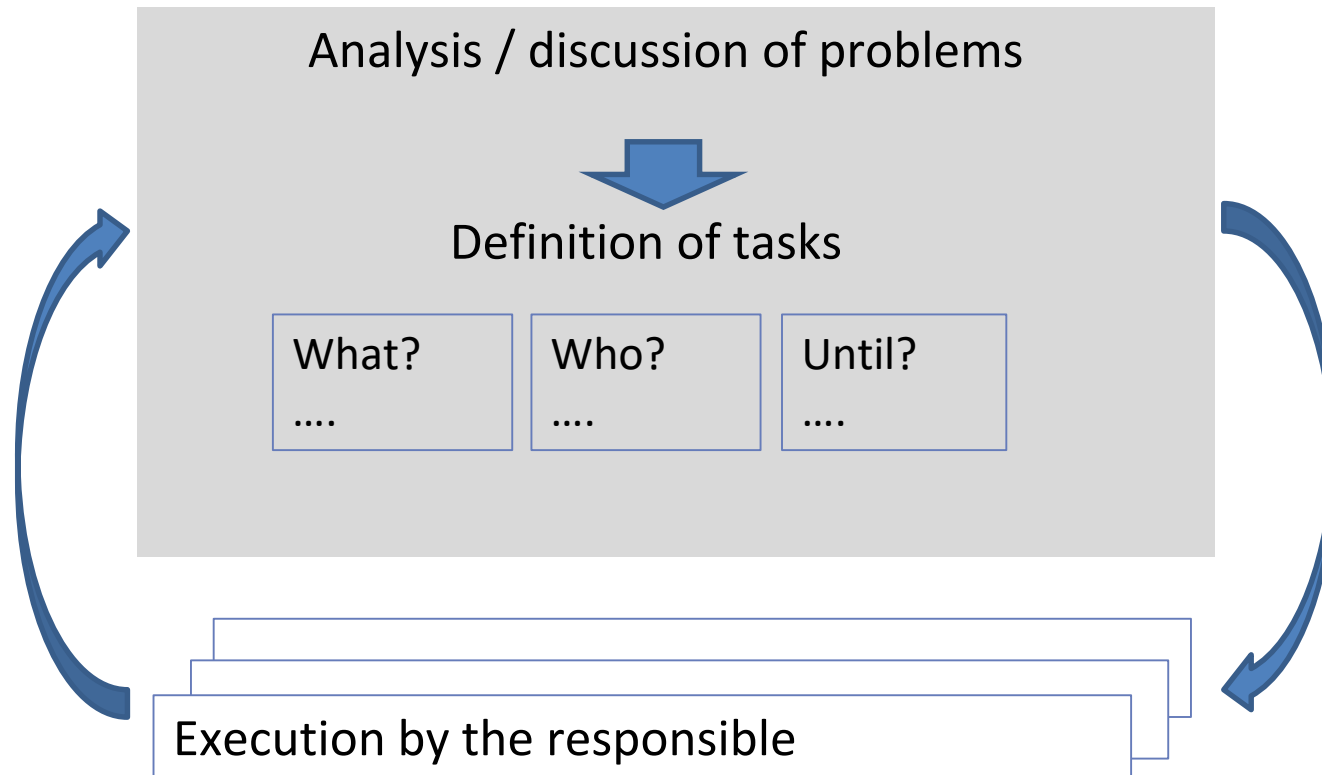 Analysis / discussion of problems
Definition of tasks
What?
....
Who?
....
Until?
....
Execution by the responsible